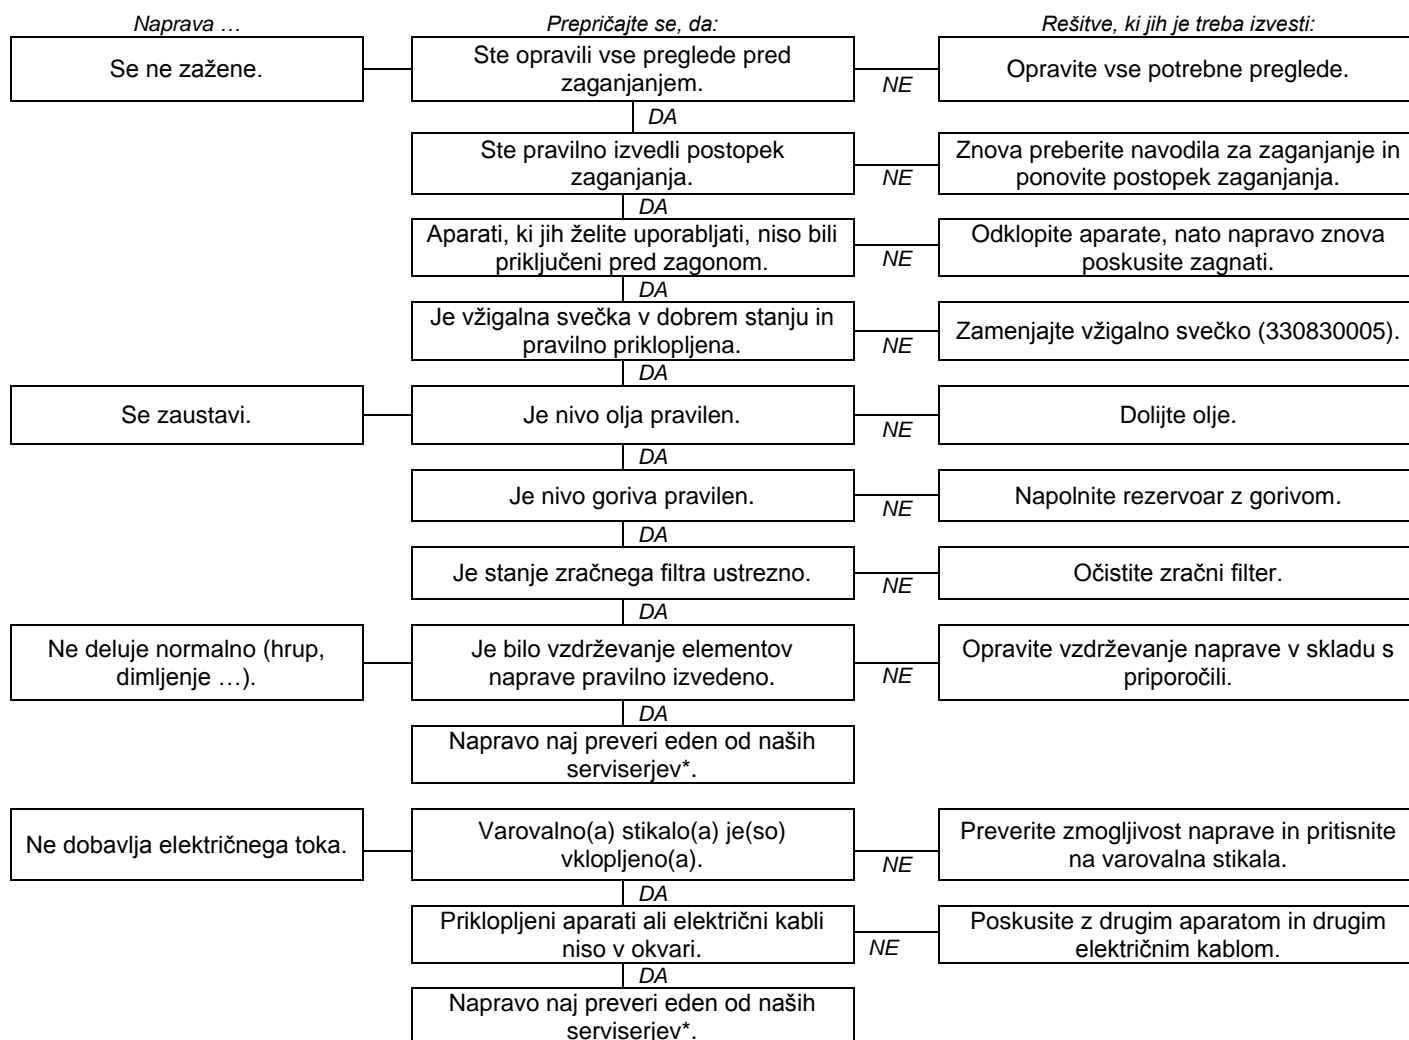 Naprava …
Prepričajte se, da:
Rešitve, ki jih je treba izvesti:
Se ne zažene.
Ste opravili vse preglede pred
zaganjanjem.
NE
Opravite vse potrebne preglede.
DA
Ste pravilno izvedli postopek
zaganjanja.
NE
Znova preberite navodila za zaganjanje in
ponovite postopek zaganjanja.
DA
Aparati, ki jih želite uporabljati, niso bili
priključeni pred zagonom.
NE
Odklopite aparate, nato napravo znova
poskusite zagnati.
DA
Je vžigalna svečka v dobrem stanju in
pravilno priklopljena.
NE
Zamenjajte vžigalno svečko (330830005).
DA
Se zaustavi.
Je nivo olja pravilen.
NE
Dolijte olje.
DA
Je nivo goriva pravilen.
NE
Napolnite rezervoar z gorivom.
DA
Je stanje zračnega filtra ustrezno.
NE
Očistite zračni filter.
DA
Ne deluje normalno (hrup,
dimljenje …).
Je bilo vzdrževanje elementov
naprave pravilno izvedeno.
NE
Opravite vzdrževanje naprave v skladu s
priporočili.
DA
Napravo naj preveri eden od naših
serviserjev*.
Ne dobavlja električnega toka.
Varovalno(a) stikalo(a) je(so)
vklopljeno(a).
NE
Preverite zmogljivost naprave in pritisnite
na varovalna stikala.
DA
Priklopljeni aparati ali električni kabli
niso v okvari.
NE
Poskusite z drugim aparatom in drugim
električnim kablom.
DA
Napravo naj preveri eden od naših
serviserjev*.